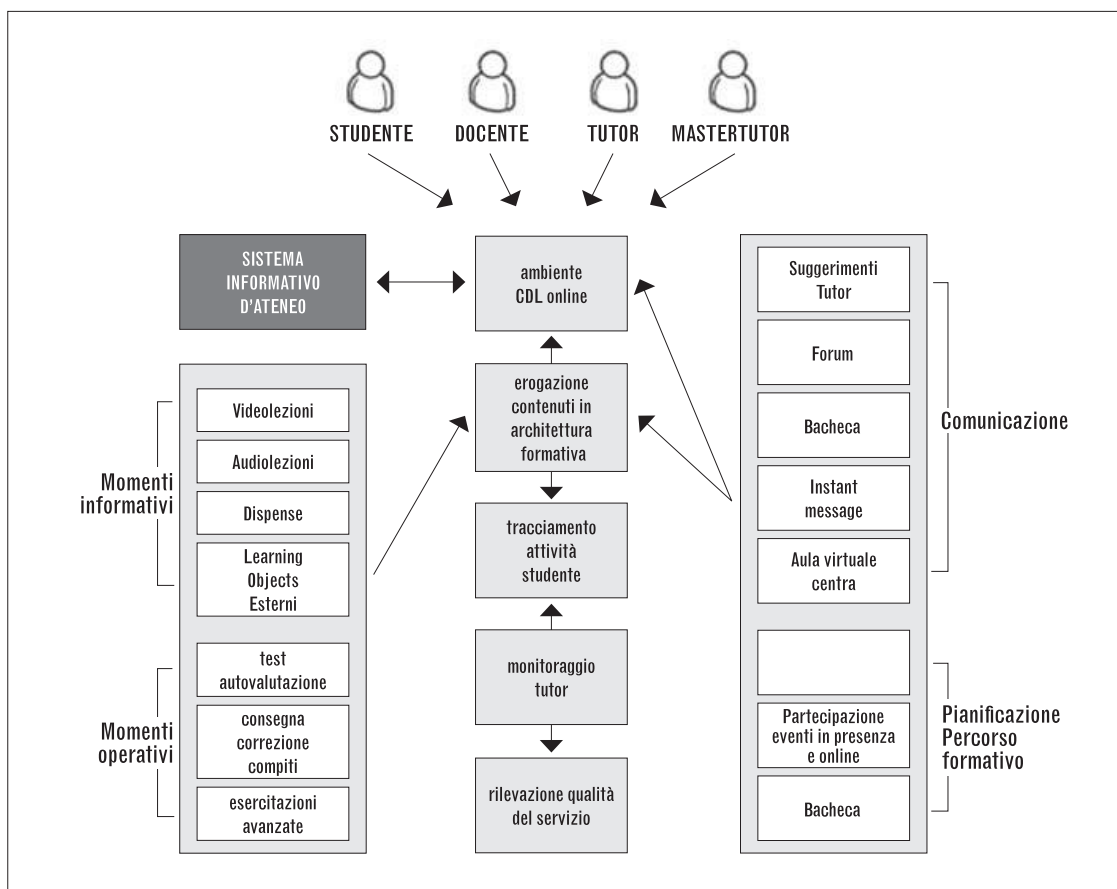 STUDENTE
DOCENTE
TUTOR
MASTERTUTOR
SISTEMA
INFORMATIVO
D'ATENEO
ambiente
CDL online
erogazione
contenuti in
architettura
formativa
tracciamento
attività
studente
monitoraggio
tutor
rilevazione qualità
del servizio
Momenti
informativi
Videolezioni
Audiolezioni
Dispense
Learning
Objects
Esterni
Momenti
operativi
test
autovalutazione
consegna
correzione
compiti
esercitazioni
avanzate
Suggerimenti
Tutor
Forum
Bacheca
Instant
message
Aula virtuale
centra
Comunicazione
Partecipazione
eventi in presenza
e online
Bacheca
Pianificazione
Percorso
formativo